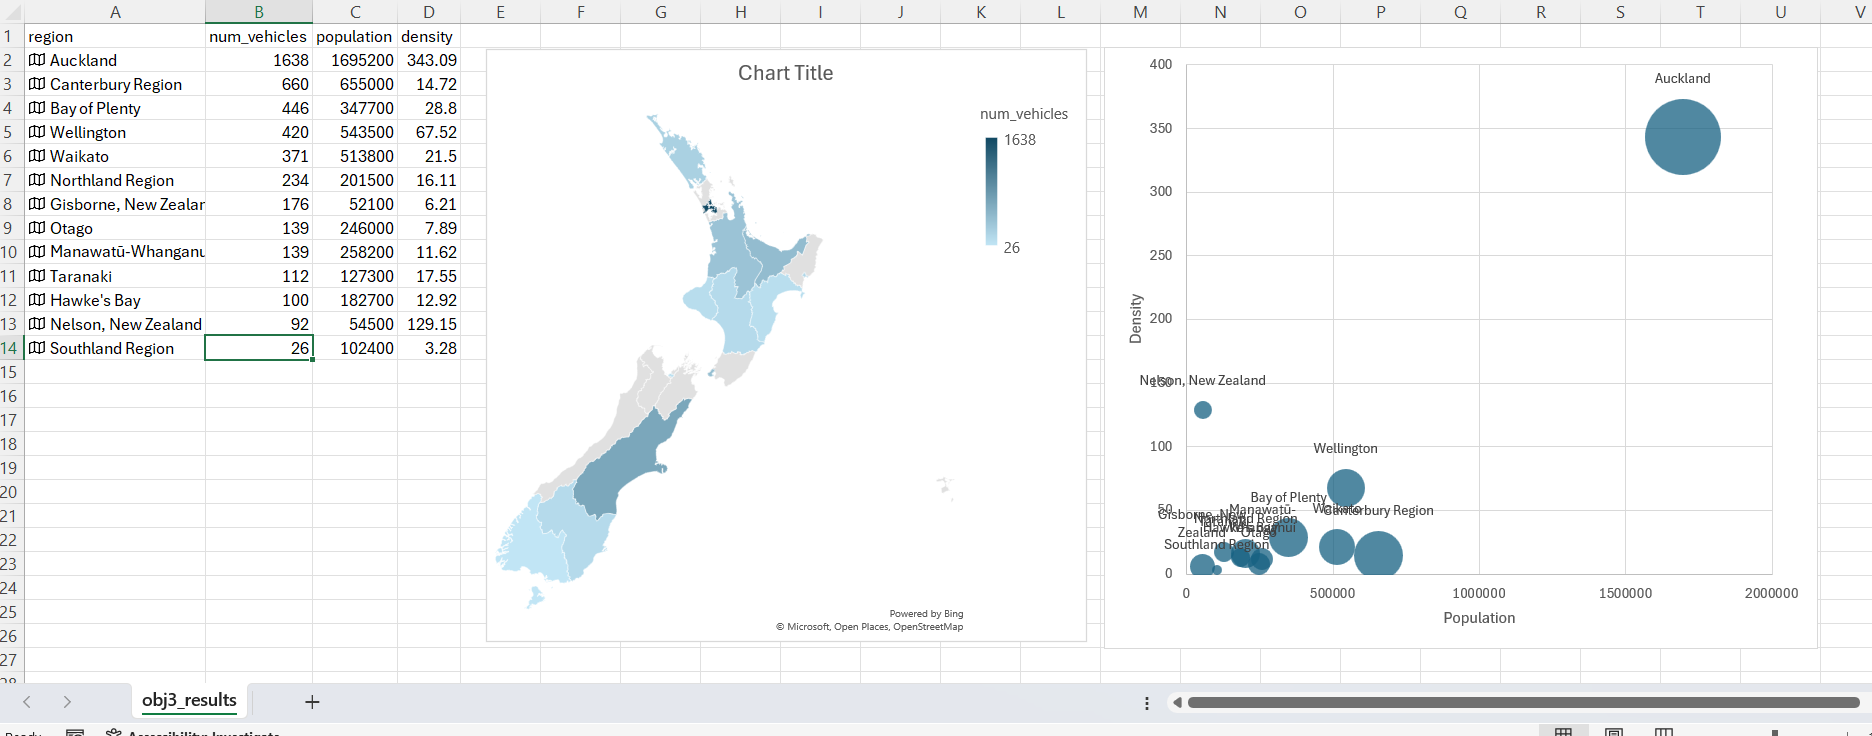 A B C D E F G H I J K L M N O P Q R S T U V
1 region num_vehicles population density
2 Auckland 1638 1695200 343.09
3 Canterbury Region 660 655000 14.72
4 Bay of Plenty 446 347700 28.8
5 Wellington 420 543500 67.52
6 Waikato 371 513800 21.5
7 Northland Region 234 201500 16.11
8 Gisborne, New Zealar 176 52100 6.21
9 Otago 139 246000 7.89
10 Manawatū-Whanganu 139 258200 11.62
11 Taranaki 112 127300 17.55
12 Hawke's Bay 100 182700 12.92
13 Nelson, New Zealand 92 54500 129.15
14 Southland Region 26 102400 3.28
15
16
17
18
19
20
21
22
23
24
25
26
27
28
Chart Title
num_vehicles
1638
26
Powered by Bing
© Microsoft, Open Places, OpenStreetMap
400
350
300
250
200
150
100
50
0
Density
Auckland
Nelson, New Zealand
Wellington
Bay of Plenty
Waikato
Canterbury Region
Manawatū-Whanganui
Gisborne, New Zealand
Northland Region
Taranaki
Hawke's Bay
Otago
Southland Region
0 500000 1000000 1500000 2000000
Population
obj3_results
Ready
Accessibility: Investigate